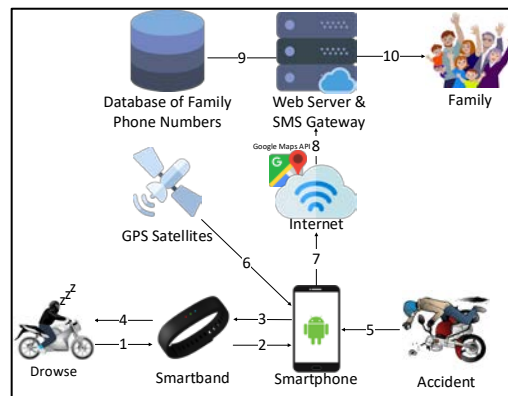 9
10
Database of Family
Phone Numbers
Web Server &
SMS Gateway
Family
Google Maps API
8
GPS Satellites
Internet
6
7
zzz
4
3
5
1
2
Drowse
Smartband
Smartphone
Accident